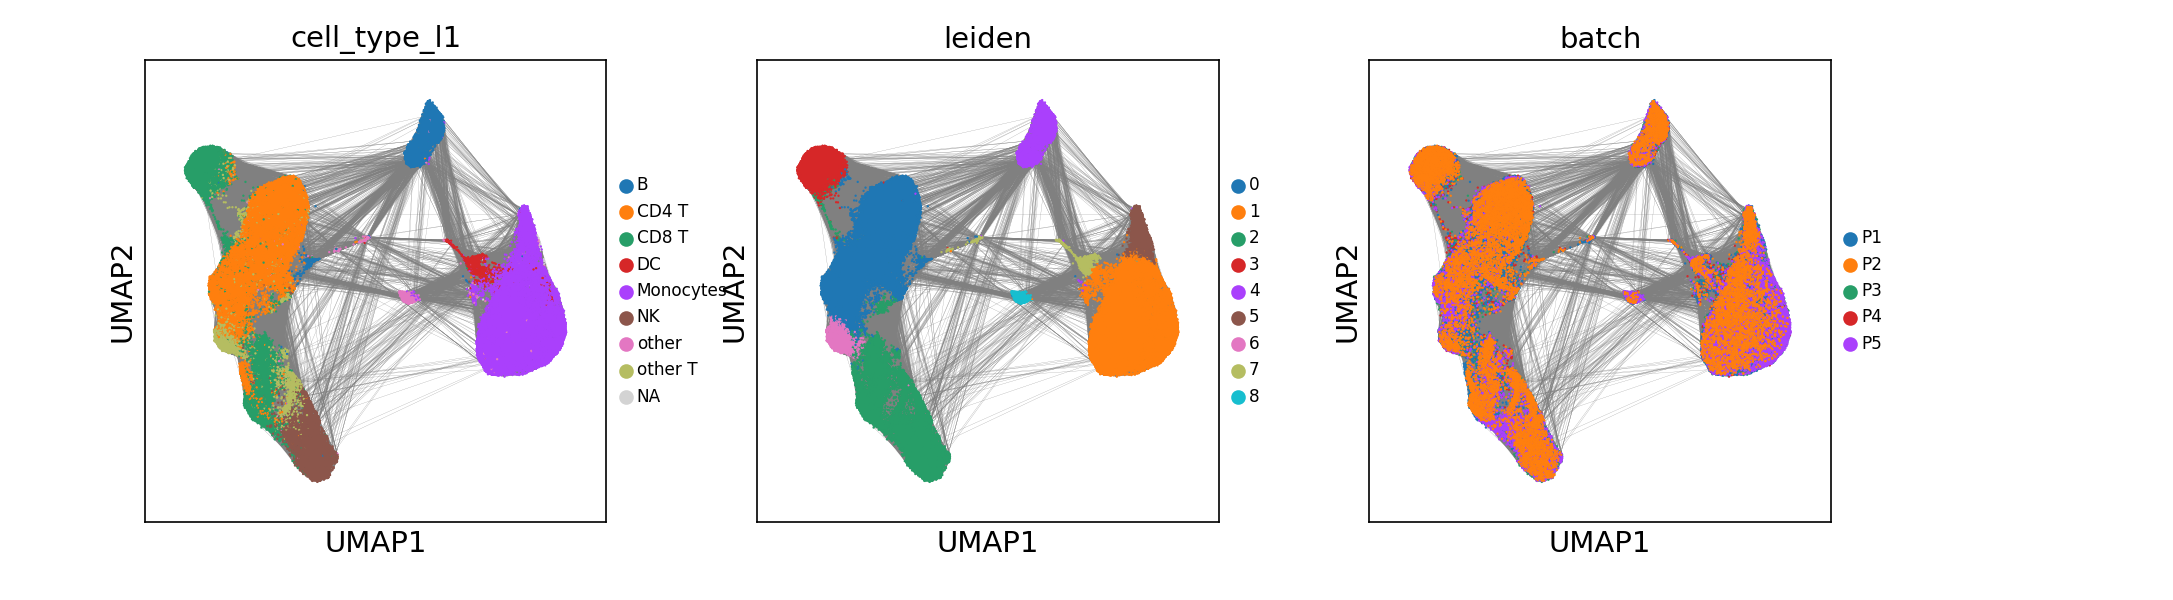 cell_type_l1
leiden
batch
UMAP2
UMAP1
B
CD4 T
CD8 T
DC
Monocytes
NK
other
other T
NA
UMAP2
UMAP1
0
1
2
3
4
5
6
7
8
UMAP2
UMAP1
P1
P2
P3
P4
P5